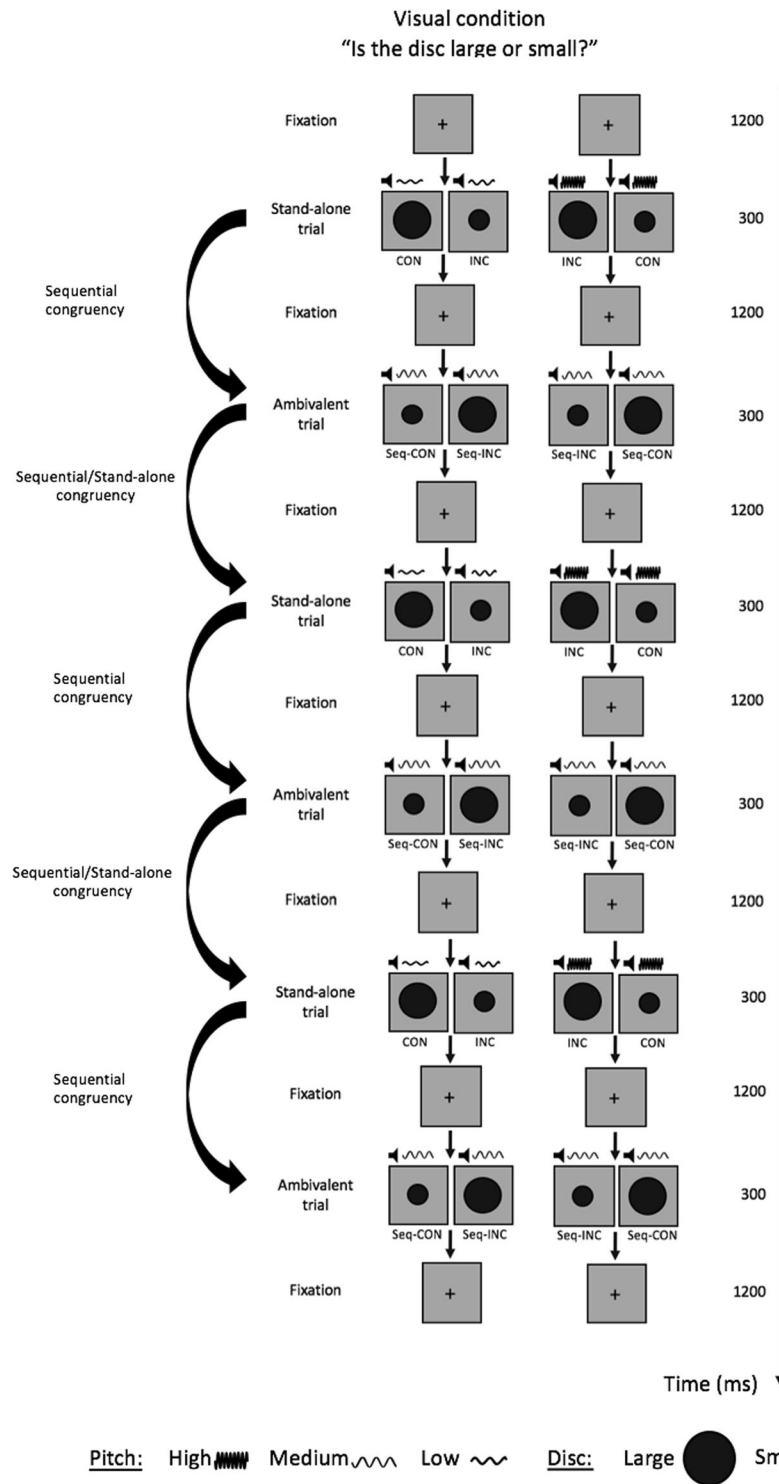 Visual condition
“Is the disc large or small?”
Fixation 1200
Stand-alone trial 300
CON INC INC CON
Sequential congruency
Fixation 1200
Ambivalent trial 300
Seq-CON Seq-INC Seq-INC Seq-CON
Sequential/Stand-alone congruency
Fixation 1200
Stand-alone trial 300
CON INC INC CON
Sequential congruency
Fixation 1200
Ambivalent trial 300
Seq-CON Seq-INC Seq-INC Seq-CON
Sequential/Stand-alone congruency
Fixation 1200
Stand-alone trial 300
CON INC INC CON
Sequential congruency
Fixation 1200
Ambivalent trial 300
Seq-CON Seq-INC Seq-INC Seq-CON
Fixation 1200
Time (ms)
Pitch: High Medium Low Disc: Large Sm